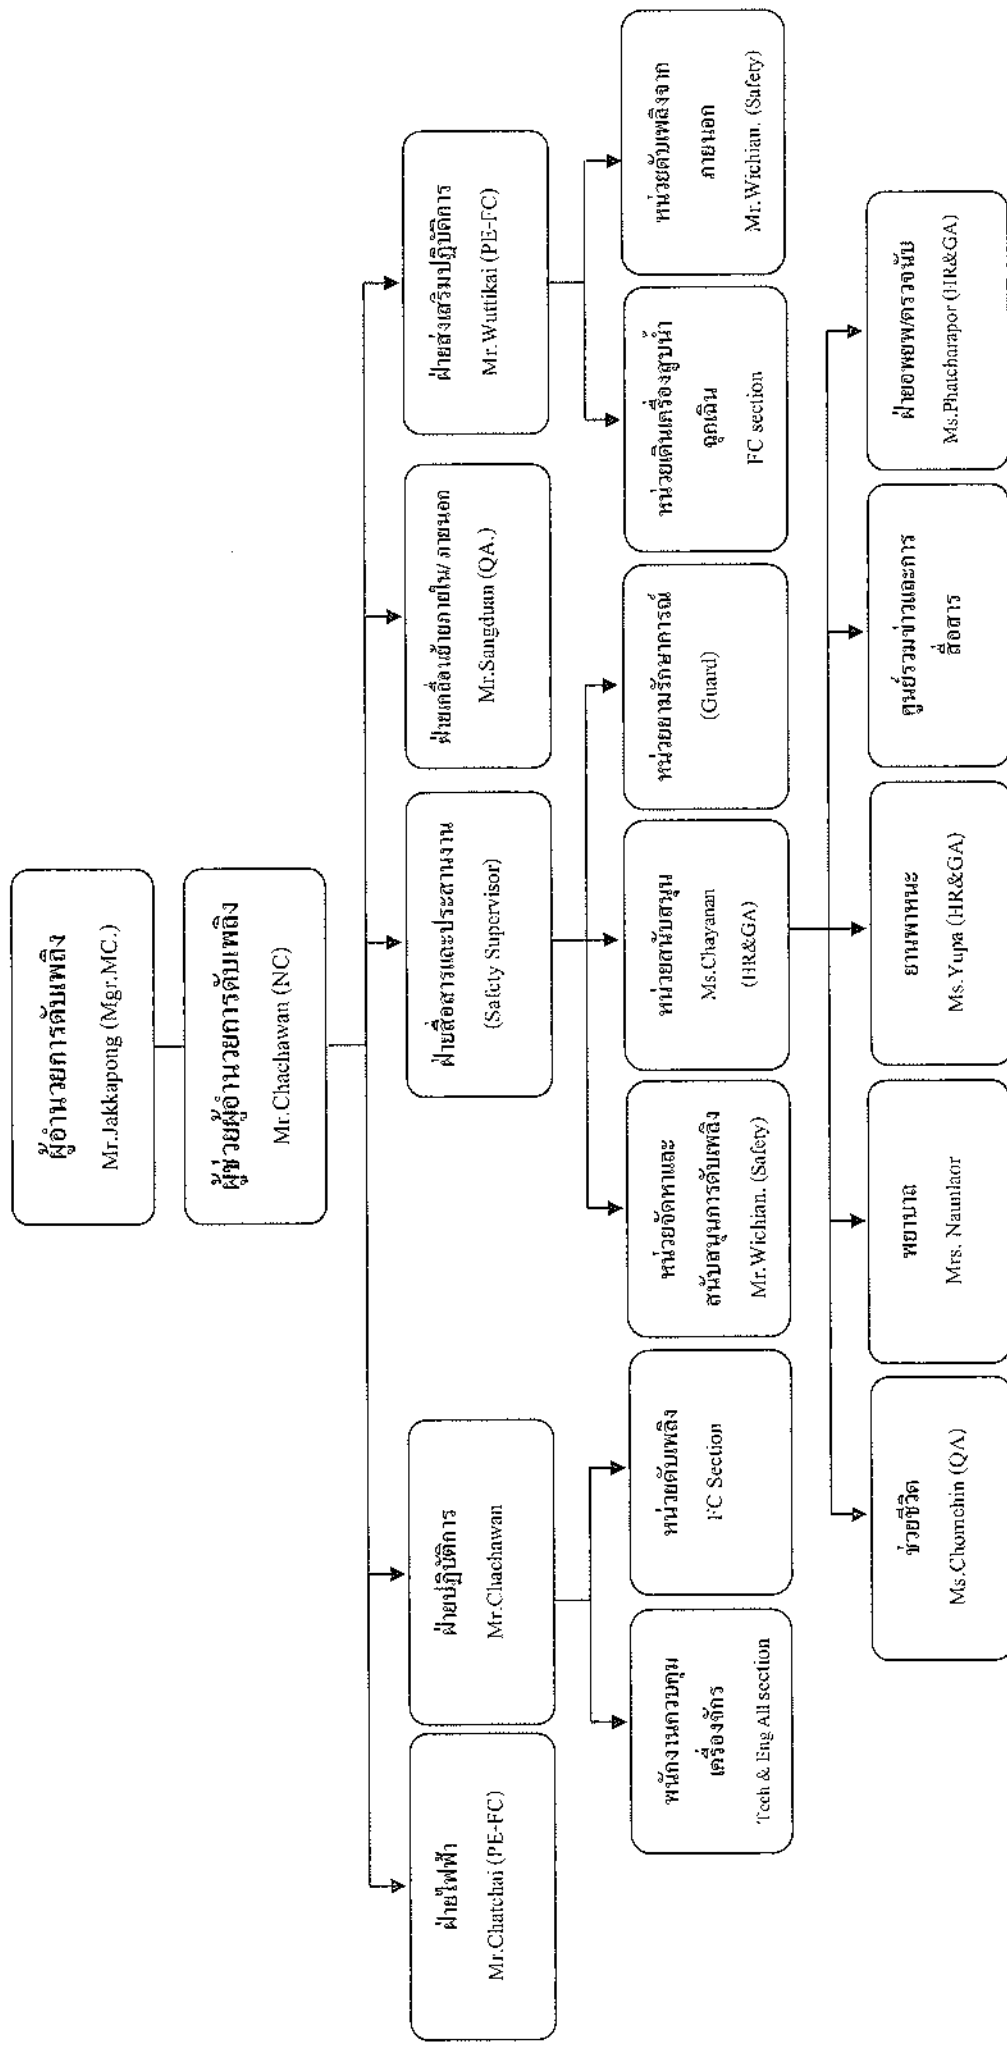 ผู้อำนวยการดับเพลิง
Mr.Jakkapong (Mgr.MC.)
ผู้ช่วยผู้อำนวยการดับเพลิง
Mr.Chachawan (NC)
ฝ่ายไฟฟ้า
Mr.Chatchai (PE-FC)
ฝ่ายปฏิบัติการ
Mr.Chachawan
ฝ่ายสื่อสารและประสานงาน
(Safety Supervisor)
ฝ่ายเคลื่อนย้ายภายใน/ ภายนอก
Mr.Sangduan (QA.)
ฝ่ายส่งเสริมปฏิบัติการ
Mr.Wuttikai (PE-FC)
พนักงานควบคุม
เครื่องจักร
Tech & Eng All section
หน่วยดับเพลิง
FC Section
หน่วยจัดหาและ
สนับสนุนการดับเพลิง
Mr.Wichian. (Safety)
หน่วยสนับสนุน
Ms.Chayanan
(HR&GA)
หน่วยยามรักษาการณ์
(Guard)
หน่วยเดินเครื่องสูบน้ำ
ฉุกเฉิน
FC section
หน่วยดับเพลิงจาก
ภายนอก
Mr.Wichian. (Safety)
ช่วยชีวิต
Ms.Chomchin (QA)
พยาบาล
Mrs. Naunlaor
ยานพาหนะ
Ms.Yupa (HR&GA)
ศูนย์รวมข่าวและการ
สื่อสาร
ฝ่ายอพยพ/ตรวจนับ
Ms.Phatcharapor (HR&GA)